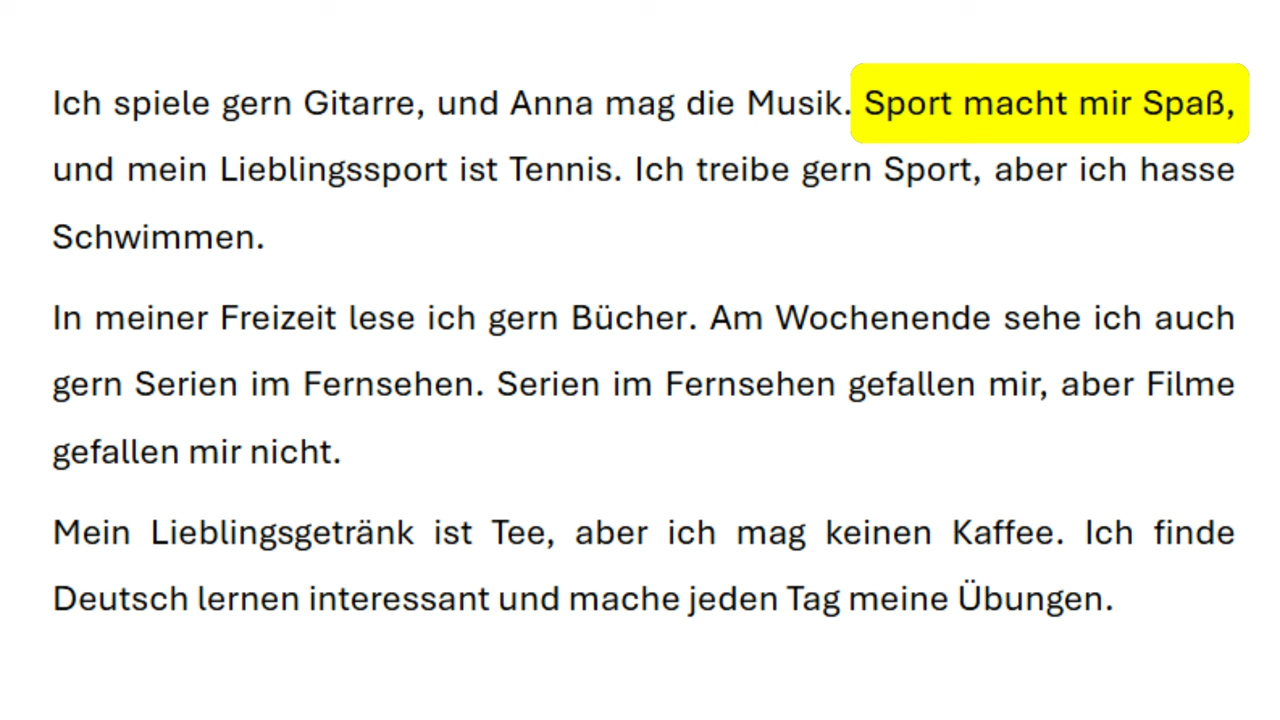 Ich spiele gern Gitarre, und Anna mag die Musik. Sport macht mir Spaß,
und mein Lieblingssport ist Tennis. Ich treibe gern Sport, aber ich hasse
Schwimmen.
In meiner Freizeit lese ich gern Bücher. Am Wochenende sehe ich auch
gern Serien im Fernsehen. Serien im Fernsehen gefallen mir, aber Filme
gefallen mir nicht.
Mein Lieblingsgetränk ist Tee, aber ich mag keinen Kaffee. Ich finde
Deutsch lernen interessant und mache jeden Tag meine Übungen.